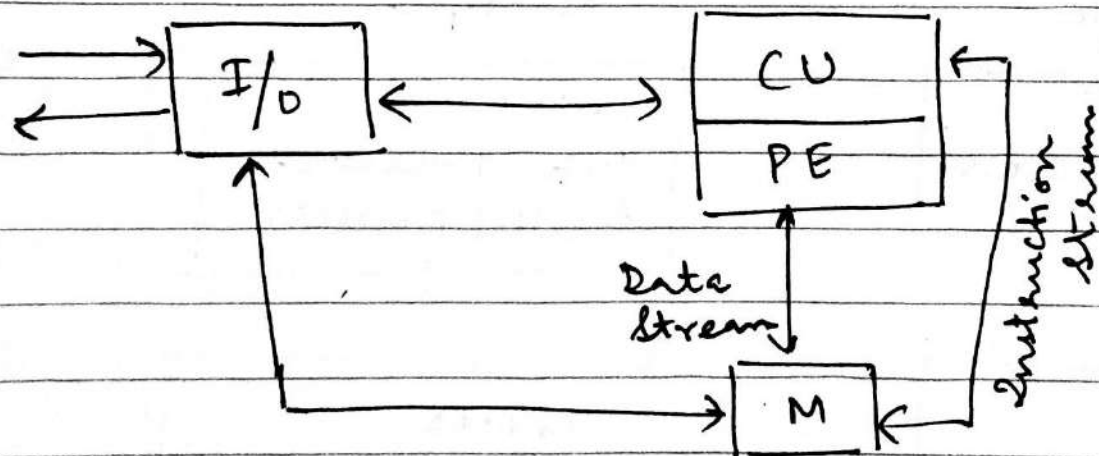 I/O
CU
PE
Data
Stream
Instruction
Stream
M